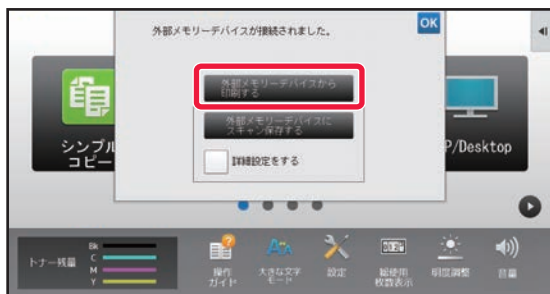 外部メモリーデバイスが接続されました。
OK
外部メモリーデバイスから
印刷する
外部メモリーデバイスに
スキャン保存する
詳細設定をする
シンプル
コピー
P/Desktop
トナー残量
Bk
C
M
Y
操作
ガイド
大きな文字
モード
設定
総使用
枚数表示
明度調整
音量